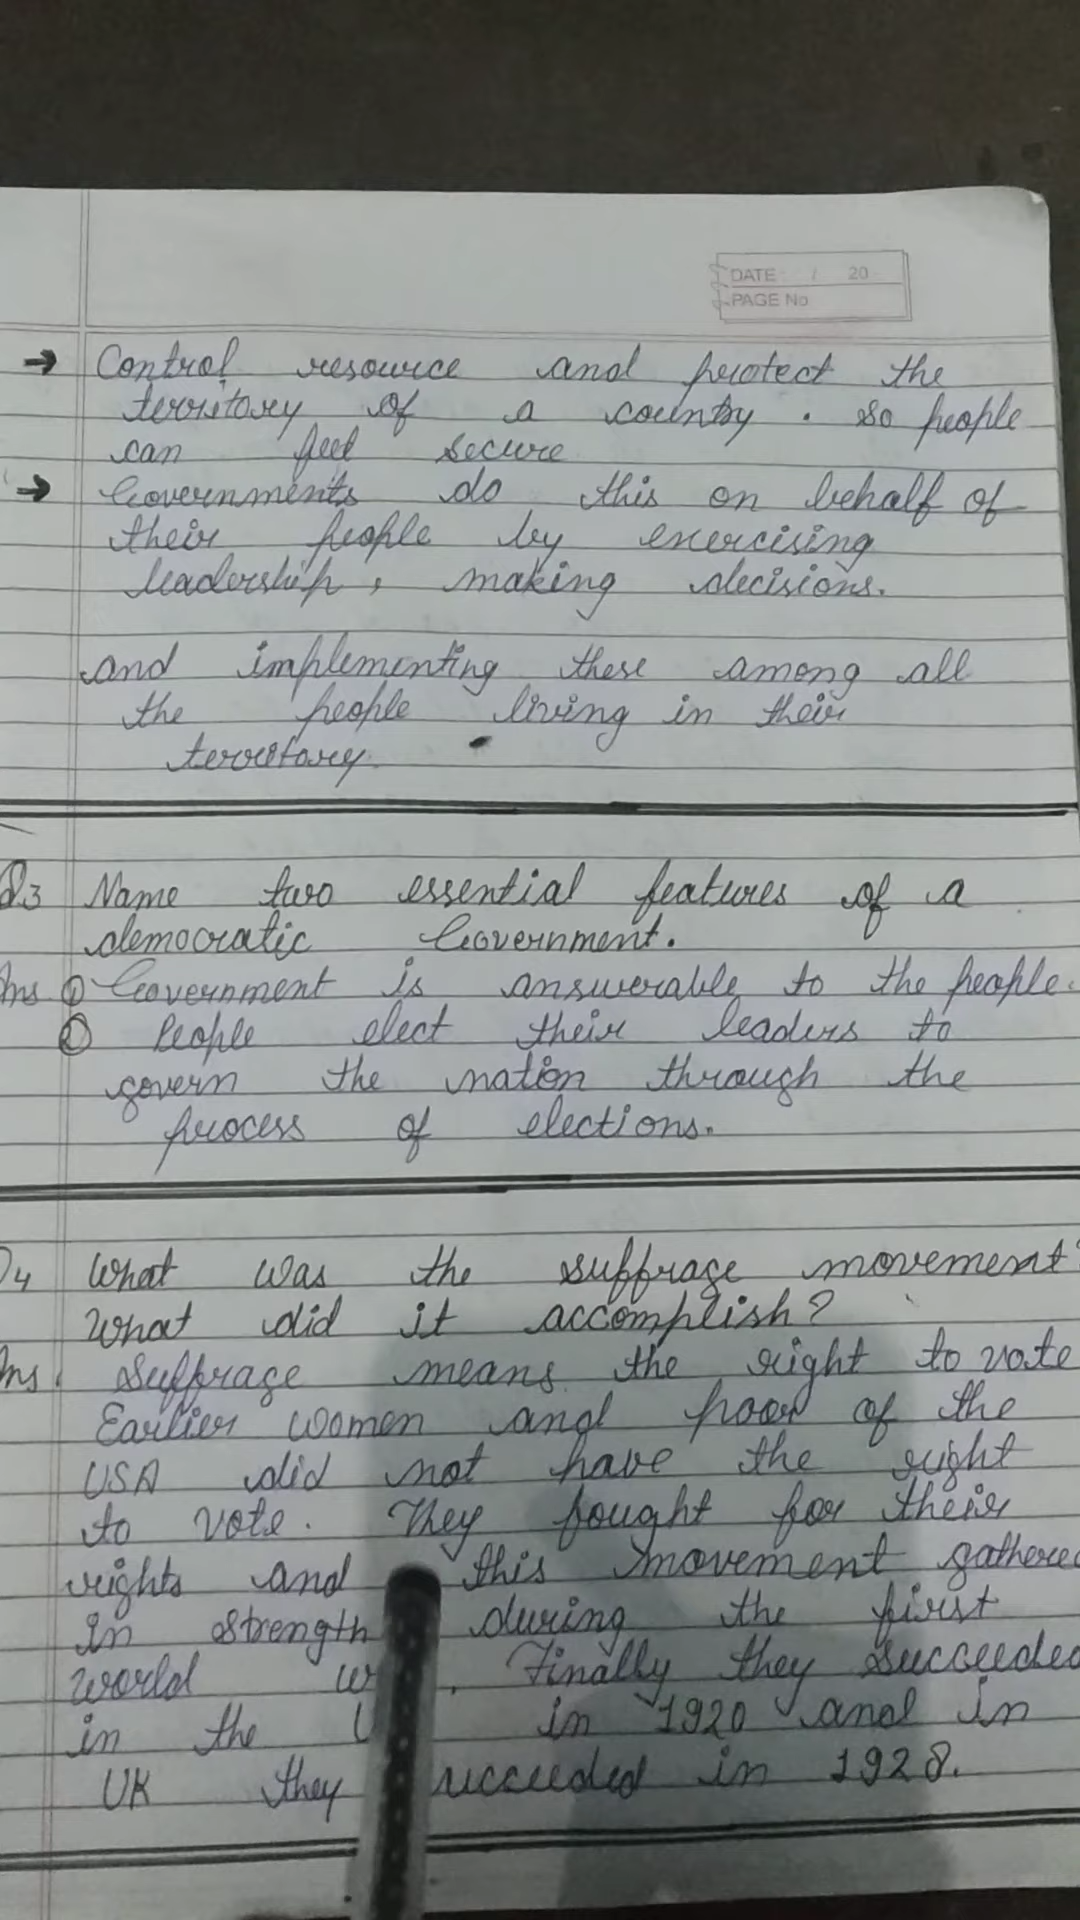 DATE / 20
PAGE No
→ Control resource and protect the
territory of a country. So people
can feel secure
→ Governments do this on behalf of
their people by exercising
leadership, making decisions.
and implementing these among all
the people living in their
territory.
Q3 Name two essential features of a
democratic Government.
Ans ① Government is answerable to the people.
② People elect their leaders to
govern the nation through the
process of elections.
Q4 What was the suffrage movement?
What did it accomplish?
Ans. Suffrage means the right to vote
Earlier women and poor of the
USA did not have the right
to vote. They fought for their
rights and this movement gathered
in strength during the first
world . Finally they succeeded
in the in 1920 and in
UK they ucceeded in 1928.